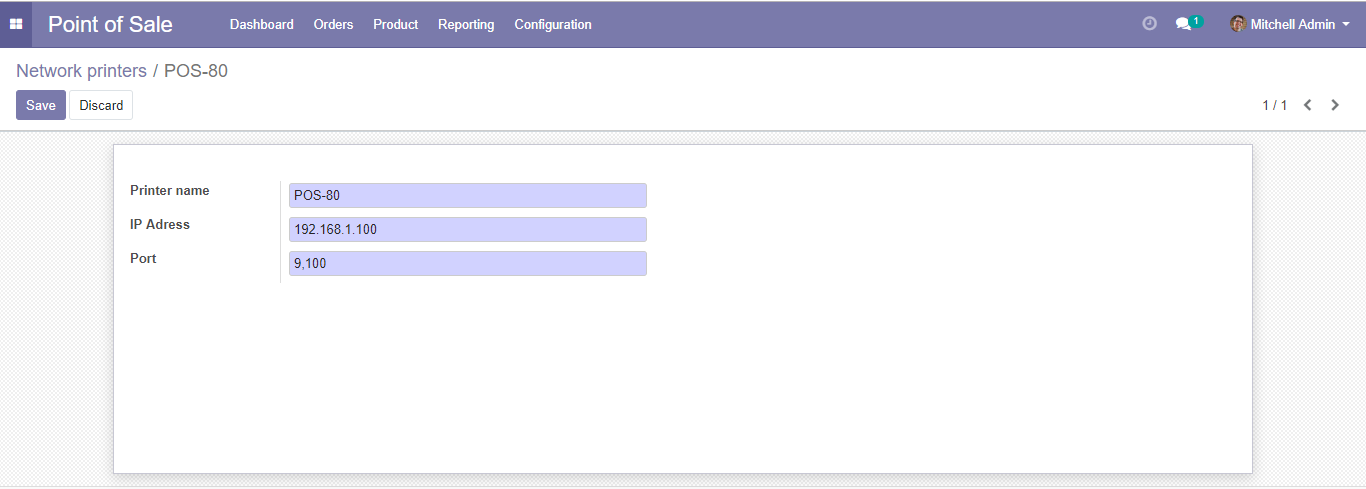 Point of Sale Dashboard Orders Product Reporting Configuration 1 Mitchell Admin
Network printers / POS-80
Save Discard 1 / 1
Printer name POS-80
IP Adress 192.168.1.100
Port 9,100